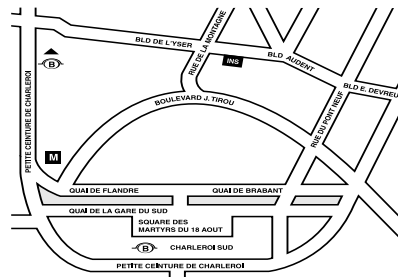 BLD DE L'YSER
RUE DE LA MONTAGNE
B
INS
BLD AUDENT
BLD E. DEVREU
PETITE CEINTURE DE CHARLEROI
BOULEVARD J. TIROU
RUE DU PONT NEUF
M
QUAI DE FLANDRE
QUAI DE BRABANT
QUAI DE LA GARE DU SUD
SQUARE DES
MARTYRS DU 18 AOUT
B
CHARLEROI SUD
PETITE CEINTURE DE CHARLEROÏ